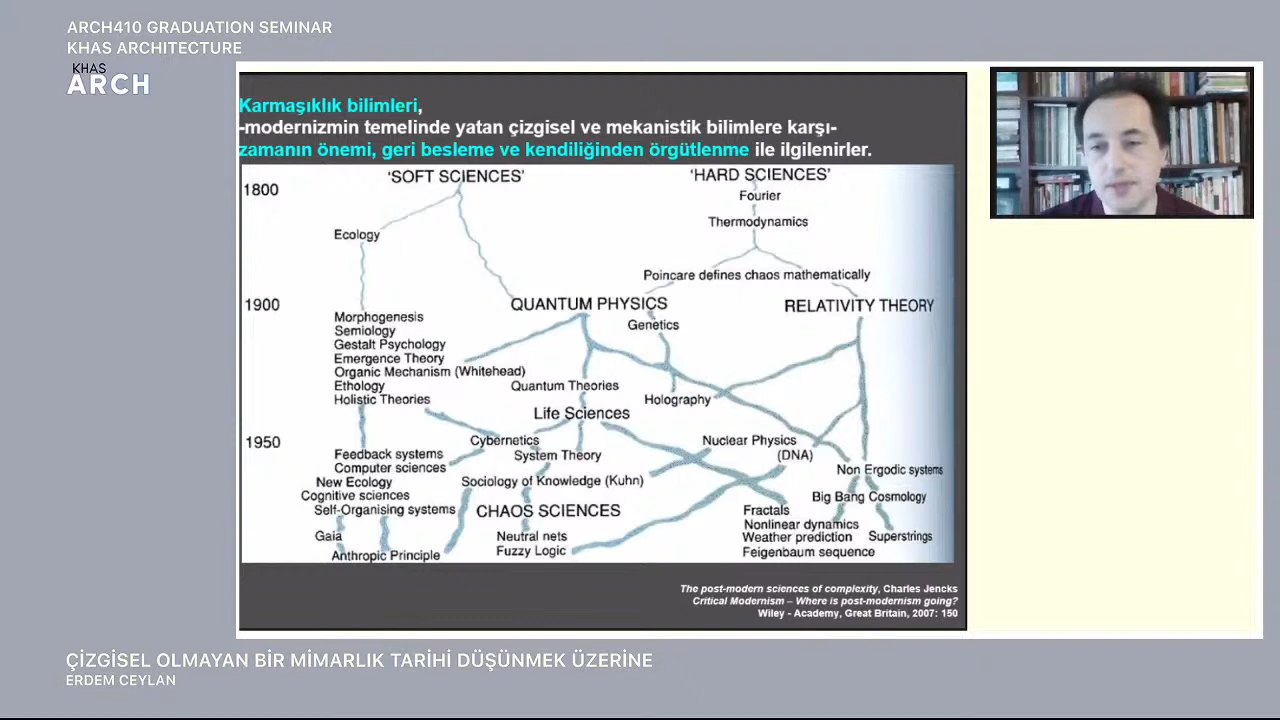 ARCH410 GRADUATION SEMINAR
KHAS ARCHITECTURE
KHAS
ARCH
Karmaşıklık bilimleri,
-modernizmin temelinde yatan çizgisel ve mekanistik bilimlere karşı-
zamanın önemi, geri besleme ve kendiliğinden örgütlenme ile ilgilenirler.
'SOFT SCIENCES' 'HARD SCIENCES'
1800
Fourier
Thermodynamics
Ecology
Poincare defines chaos mathematically
1900 QUANTUM PHYSICS RELATIVITY THEORY
Morphogenesis
Genetics
Semiology
Gestalt Psychology
Emergence Theory
Organic Mechanism (Whitehead)
Ethology Quantum Theories
Holistic Theories Holography
Life Sciences
1950 Cybernetics Nuclear Physics
Feedback systems System Theory (DNA)
Computer sciences Non Ergodic systems
New Ecology Sociology of Knowledge (Kuhn)
Cognitive sciences Big Bang Cosmology
Self-Organising systems CHAOS SCIENCES Fractals
Nonlinear dynamics
Gaia Neutral nets Weather prediction Superstrings
Anthropic Principle Fuzzy Logic Feigenbaum sequence
The post-modern sciences of complexity, Charles Jencks
Critical Modernism – Where is post-modernism going?
Wiley - Academy, Great Britain, 2007: 150
ÇİZGİSEL OLMAYAN BİR MİMARLIK TARİHİ DÜŞÜNMEK ÜZERİNE
ERDEM CEYLAN